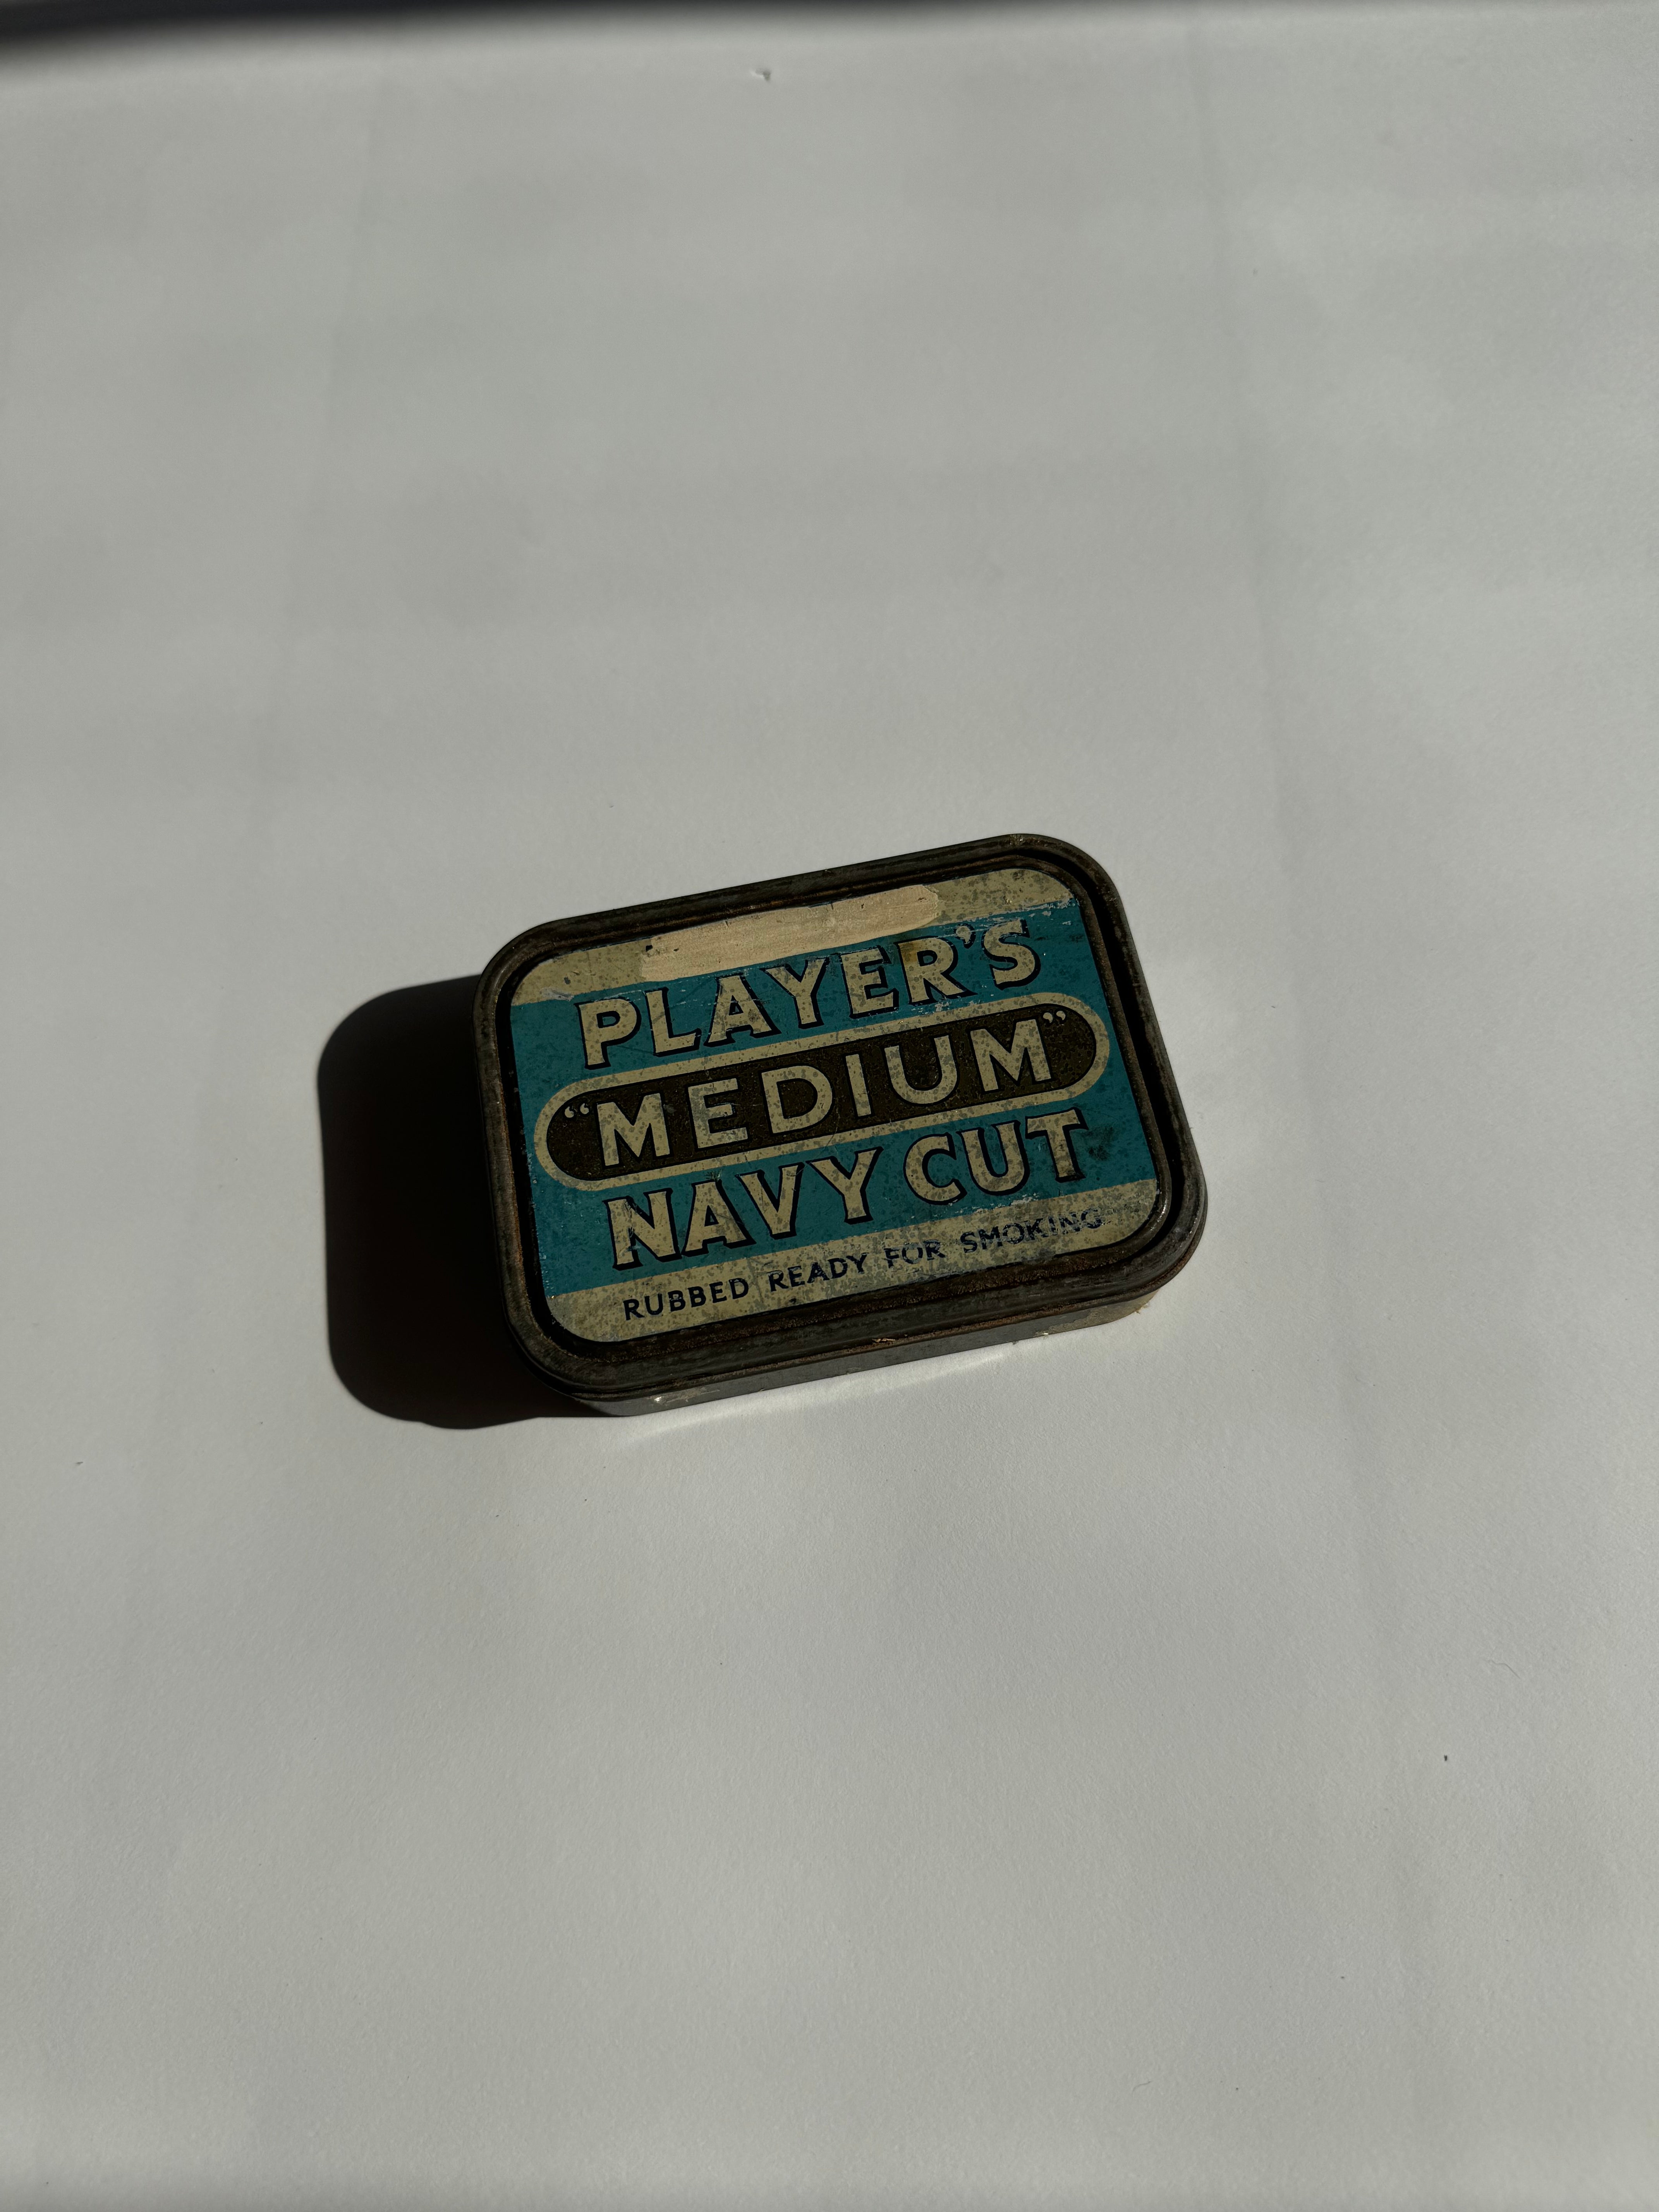 PLAYER'S
“MEDIUM”
NAVY CUT
RUBBED READY FOR SMOKING